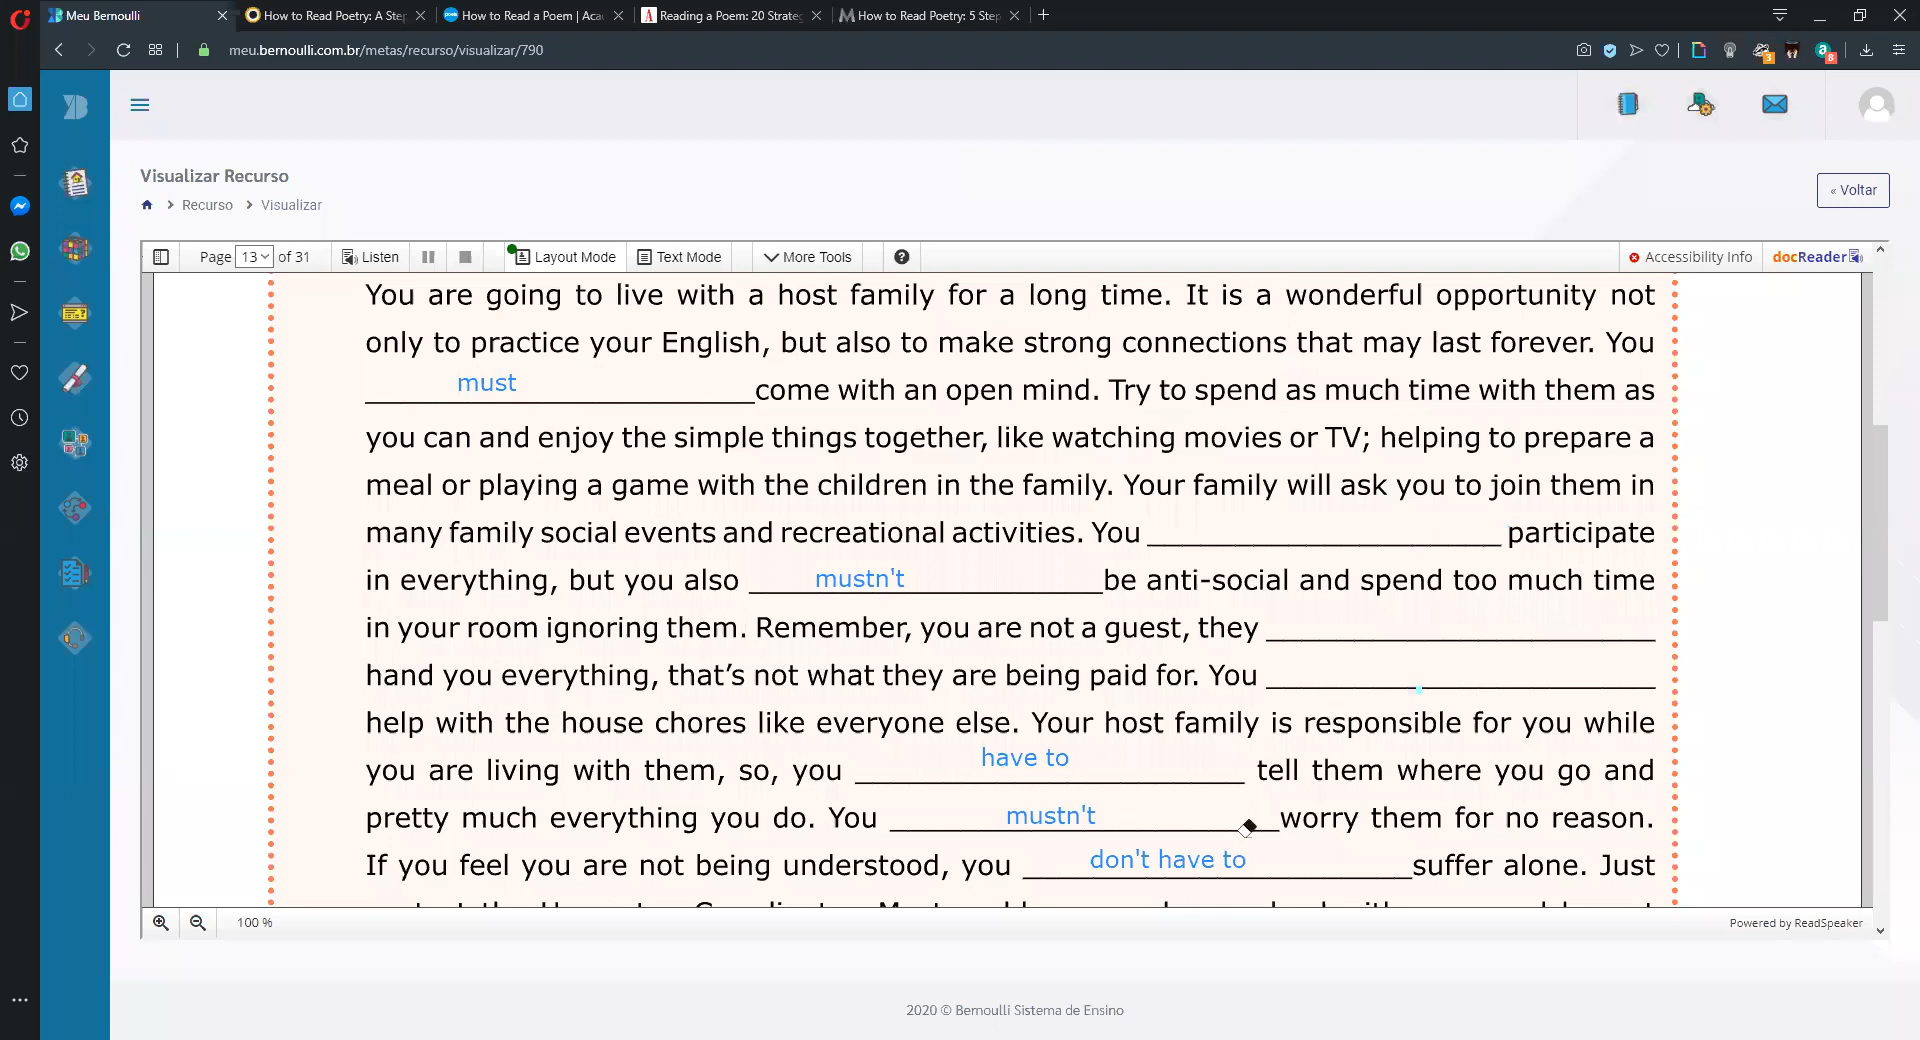 Meu Bernoulli
How to Read Poetry: A Step
How to Read a Poem | Aca
Reading a Poem: 20 Strate
How to Read Poetry: 5 Step
meu.bernoulli.com.br/metas/recurso/visualizar/790
3
8
Visualizar Recurso
Recurso Visualizar
« Voltar
Page 13 of 31 Listen Layout Mode Text Mode More Tools Accessibility Info docReader
You are going to live with a host family for a long time. It is a wonderful opportunity not
only to practice your English, but also to make strong connections that may last forever. You
must come with an open mind. Try to spend as much time with them as
you can and enjoy the simple things together, like watching movies or TV; helping to prepare a
meal or playing a game with the children in the family. Your family will ask you to join them in
many family social events and recreational activities. You ______ participate
in everything, but you also mustn't be anti-social and spend too much time
in your room ignoring them. Remember, you are not a guest, they ______
hand you everything, that's not what they are being paid for. You ______
help with the house chores like everyone else. Your host family is responsible for you while
you are living with them, so, you have to tell them where you go and
pretty much everything you do. You mustn't worry them for no reason.
If you feel you are not being understood, you don't have to suffer alone. Just
100 %
Powered by ReadSpeaker
2020 © Bernoulli Sistema de Ensino